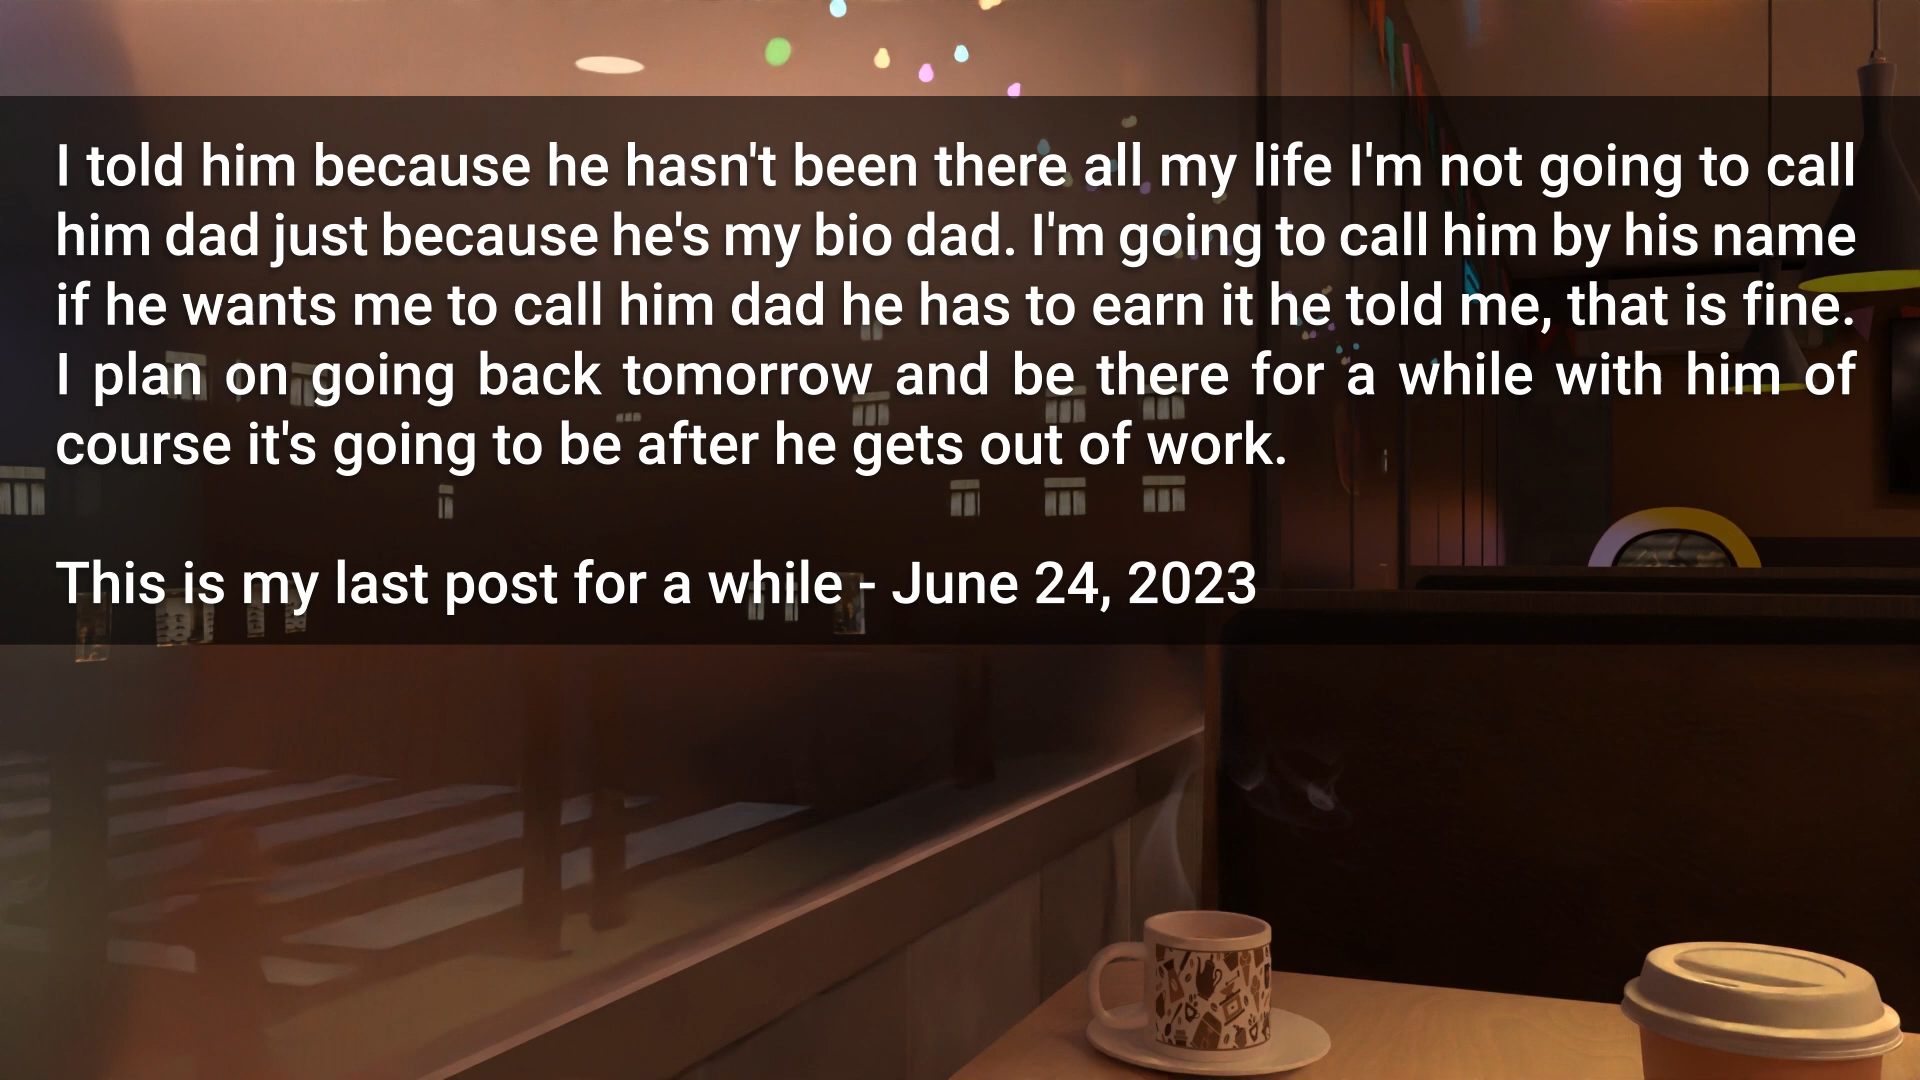 I told him because he hasn't been there all my life I'm not going to call
him dad just because he's my bio dad. I'm going to call him by his name
if he wants me to call him dad he has to earn it he told me, that is fine.
I plan on going back tomorrow and be there for a while with him of
course it's going to be after he gets out of work.
This is my last post for a while - June 24, 2023